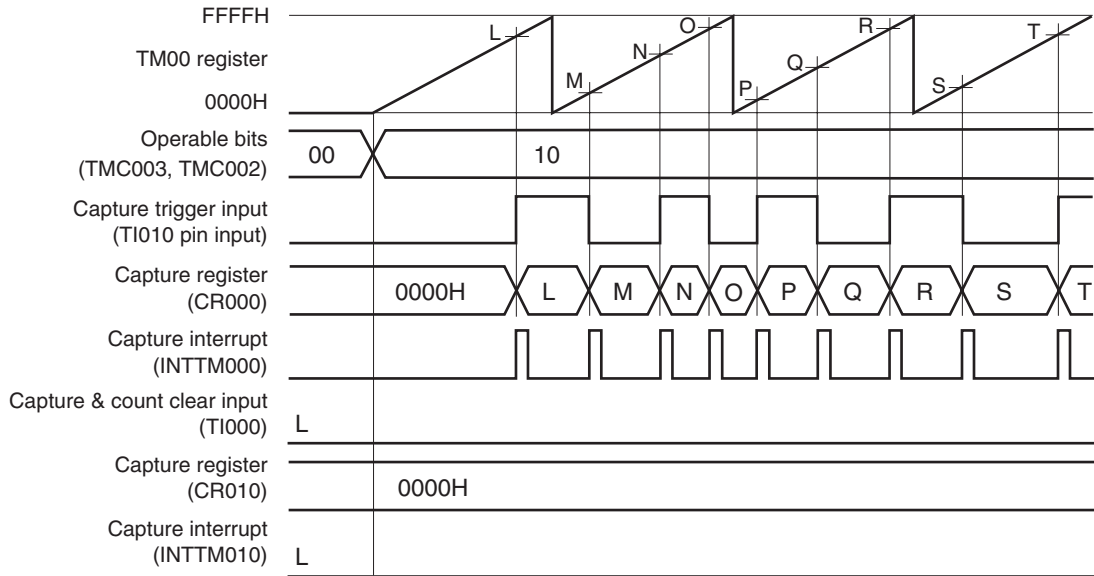 FFFFH
TM00 register
0000H
L M N O P Q R S T
Operable bits
(TMC003, TMC002)
00 10
Capture trigger input
(TI010 pin input)
Capture register
(CR000)
0000H L M N O P Q R S T
Capture interrupt
(INTTM000)
Capture & count clear input
(TI000)
L
Capture register
(CR010)
0000H
Capture interrupt
(INTTM010)
L